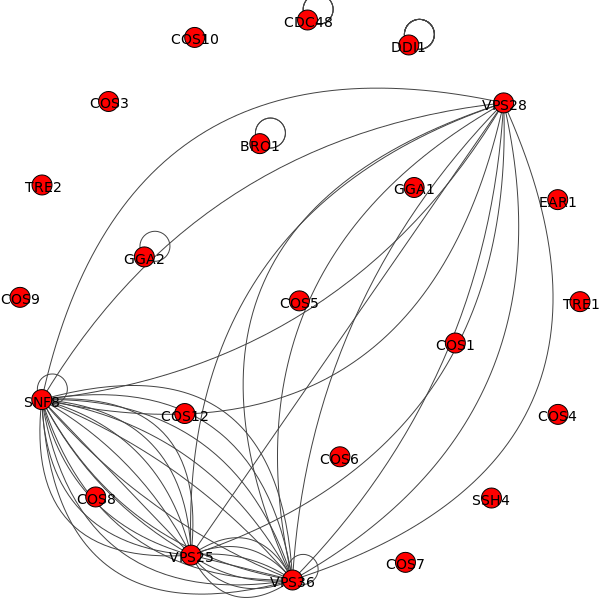 CDC48
COS10
DDI1
COS3
VPS28
BRO1
TRE2
GGA1
EAR1
GGA2
COS9
COS5
TRE1
COS1
SNF8
COS12
COS4
COS6
COS8
SSH4
VPS25
COS7
VPS36